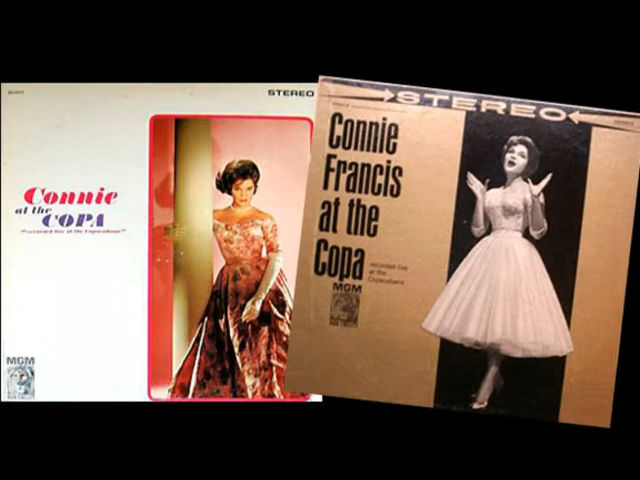 STEREO
Connie
at the
COPA
"recorded live at the Copacabana"
MGM
STEREO
Connie
Francis
at the
Copa
recorded live
at the
Copacabana
MGM